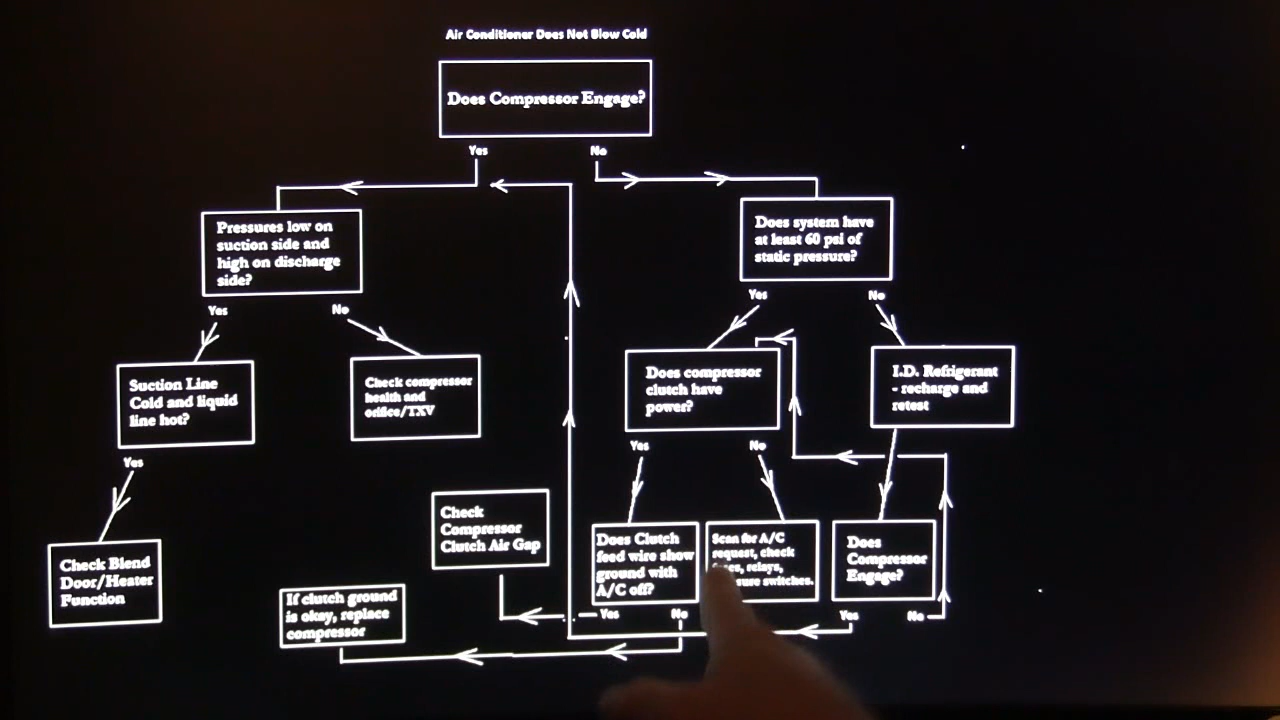 Air Conditioner Does Not Blow Cold
Does Compressor Engage?
Yes
No
Pressures low on
suction side and
high on discharge
side?
Does system have
at least 60 psi of
static pressure?
Yes
No
Yes
No
Suction Line
Cold and liquid
line hot?
Check compressor
health and
orifice/TXV
Does compressor
clutch have
power?
I.D. Refrigerant
- recharge and
retest
Yes
Yes
No
Check Blend
Door/Heater
Function
Check
Compressor
Clutch Air Gap
Does Clutch
feed wire show
ground with
A/C off?
Scan for A/C
request, check
relays,
switches.
Does
Compressor
Engage?
If clutch ground
is okay, replace
compressor
Yes
No
Yes
No